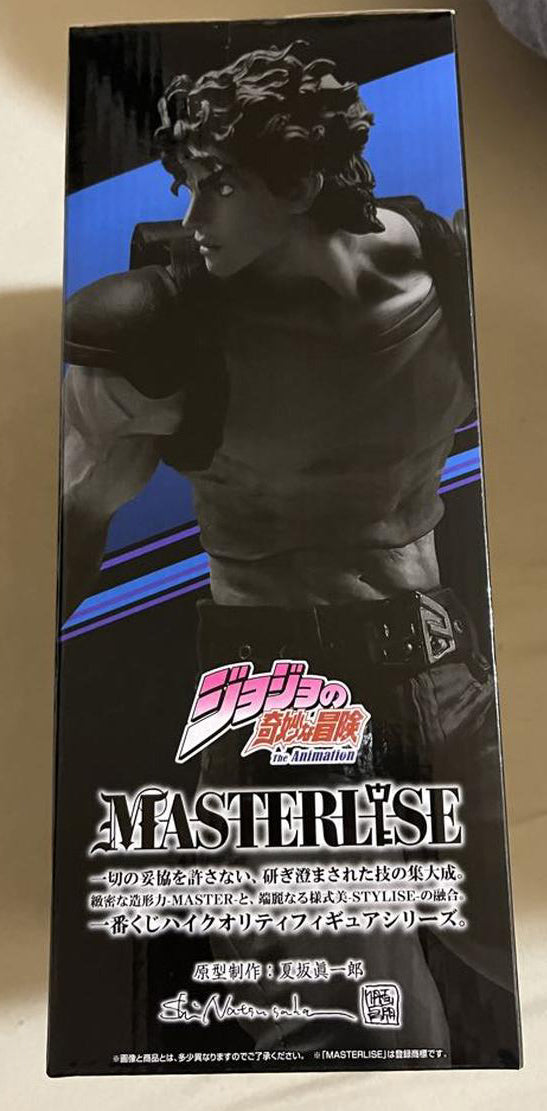 ジョジョの
奇妙な冒険
the Animation
MASTERLISE
一切の妥協を許さない、研ぎ澄まされた技の集大成。
緻密な造形力-MASTER-と、端麗なる様式美-STYLISE-の融合。
一番くじハイクオリティフィギュアシリーズ。
原型制作：夏坂眞一郎
Shin Natsusaka
※画像と商品とは、多少異なりますのでご了承ください。 ※「MASTERLISE」は登録商標です。